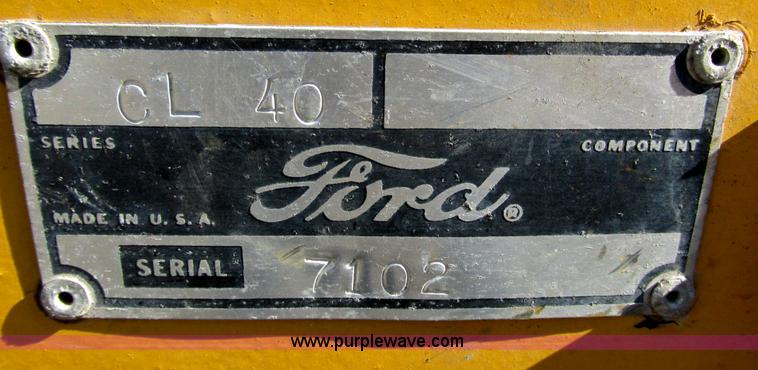 CL 40
SERIES
COMPONENT
Ford®
MADE IN U.S.A.
SERIAL 7102
www.purplewave.com